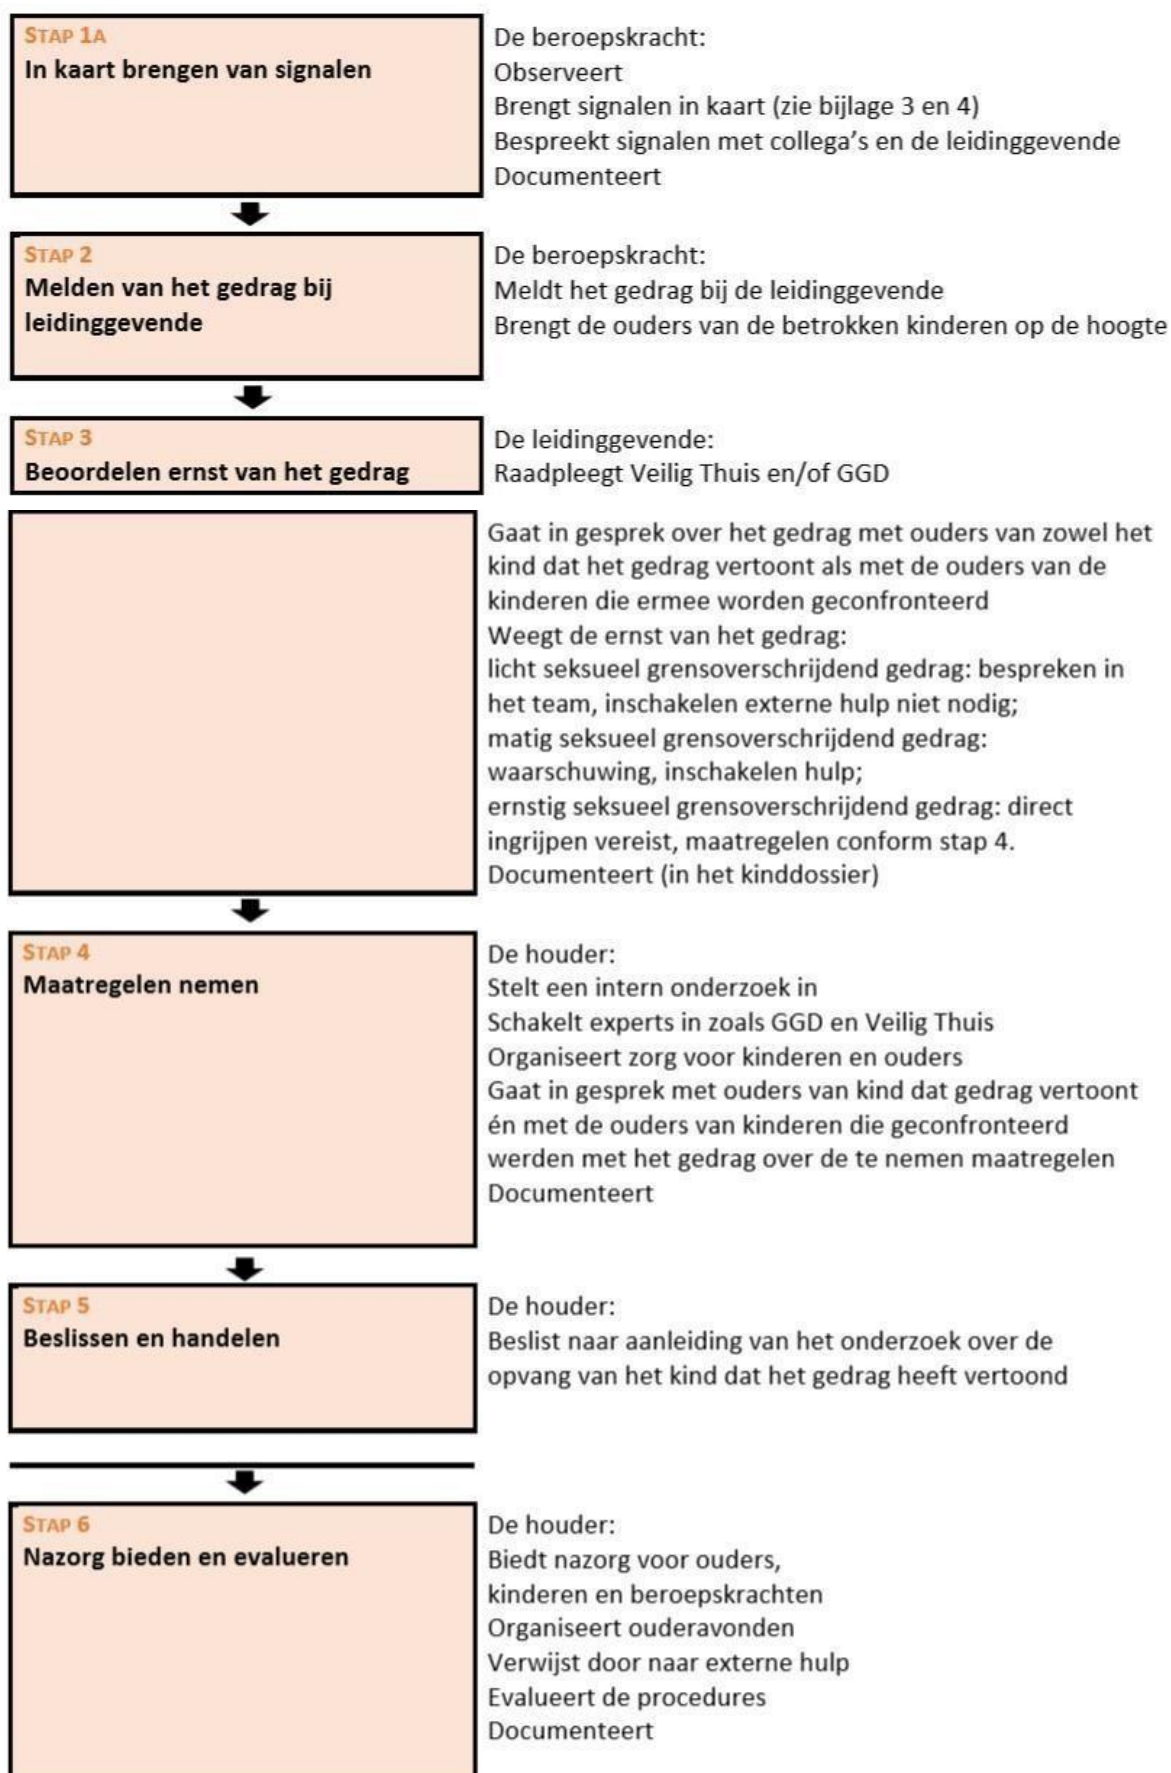 STAP 1A
In kaart brengen van signalen
De beroepskracht:
Observeert
Brengt signalen in kaart (zie bijlage 3 en 4)
Bespreekt signalen met collega's en de leidinggevende
Documenteert
STAP 2
Melden van het gedrag bij
leidinggevende
De beroepskracht:
Meldt het gedrag bij de leidinggevende
Brengt de ouders van de betrokken kinderen op de hoogte
STAP 3
Beoordelen ernst van het gedrag
De leidinggevende:
Raadpleegt Veilig Thuis en/of GGD
Gaat in gesprek over het gedrag met ouders van zowel het
kind dat het gedrag vertoont als met de ouders van de
kinderen die ermee worden geconfronteerd
Weegt de ernst van het gedrag:
licht seksueel grensoverschrijdend gedrag: bespreken in
het team, inschakelen externe hulp niet nodig;
matig seksueel grensoverschrijdend gedrag:
waarschuwing, inschakelen hulp;
ernstig seksueel grensoverschrijdend gedrag: direct
ingrijpen vereist, maatregelen conform stap 4.
Documenteert (in het kinddossier)
STAP 4
Maatregelen nemen
De houder:
Stelt een intern onderzoek in
Schakelt experts in zoals GGD en Veilig Thuis
Organiseert zorg voor kinderen en ouders
Gaat in gesprek met ouders van kind dat gedrag vertoont
én met de ouders van kinderen die geconfronteerd
werden met het gedrag over de te nemen maatregelen
Documenteert
STAP 5
Beslissen en handelen
De houder:
Beslist naar aanleiding van het onderzoek over de
opvang van het kind dat het gedrag heeft vertoond
STAP 6
Nazorg bieden en evalueren
De houder:
Biedt nazorg voor ouders,
kinderen en beroepskrachten
Organiseert ouderavonden
Verwijst door naar externe hulp
Evalueert de procedures
Documenteert